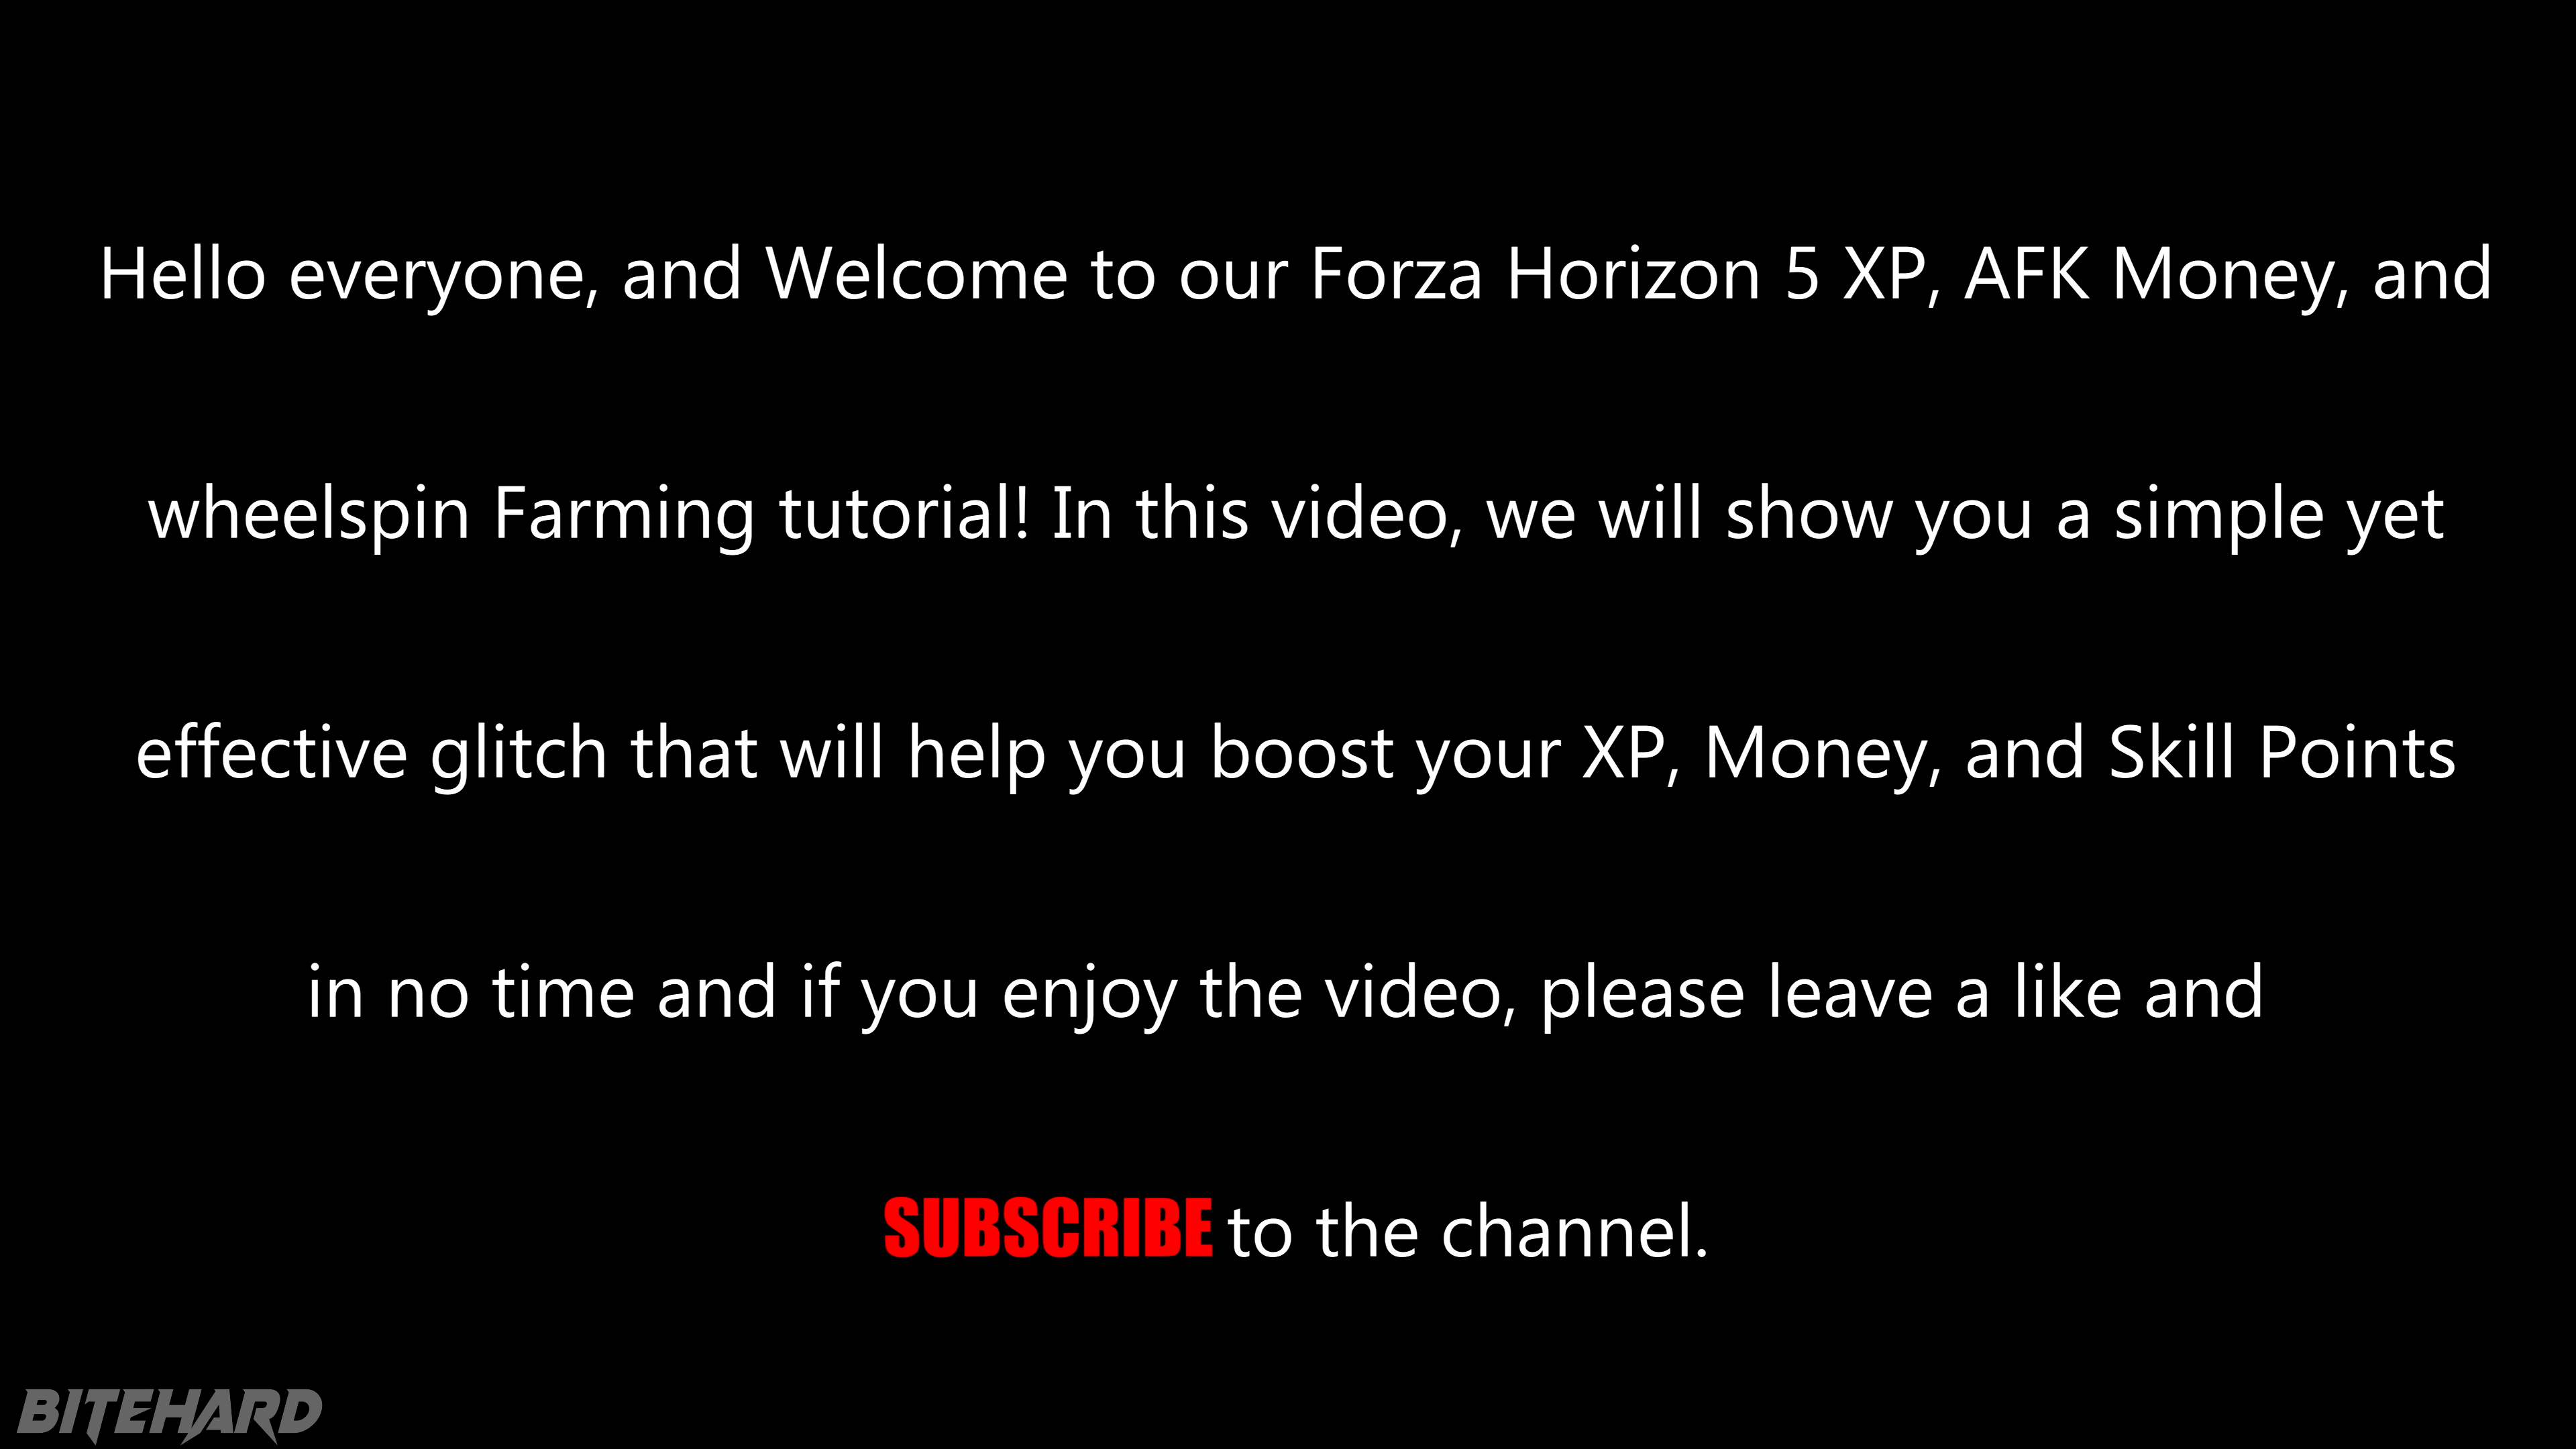 Hello everyone, and Welcome to our Forza Horizon 5 XP, AFK Money, and
wheelspin Farming tutorial! In this video, we will show you a simple yet
effective glitch that will help you boost your XP, Money, and Skill Points
in no time and if you enjoy the video, please leave a like and
SUBSCRIBE to the channel.
BITEHARD